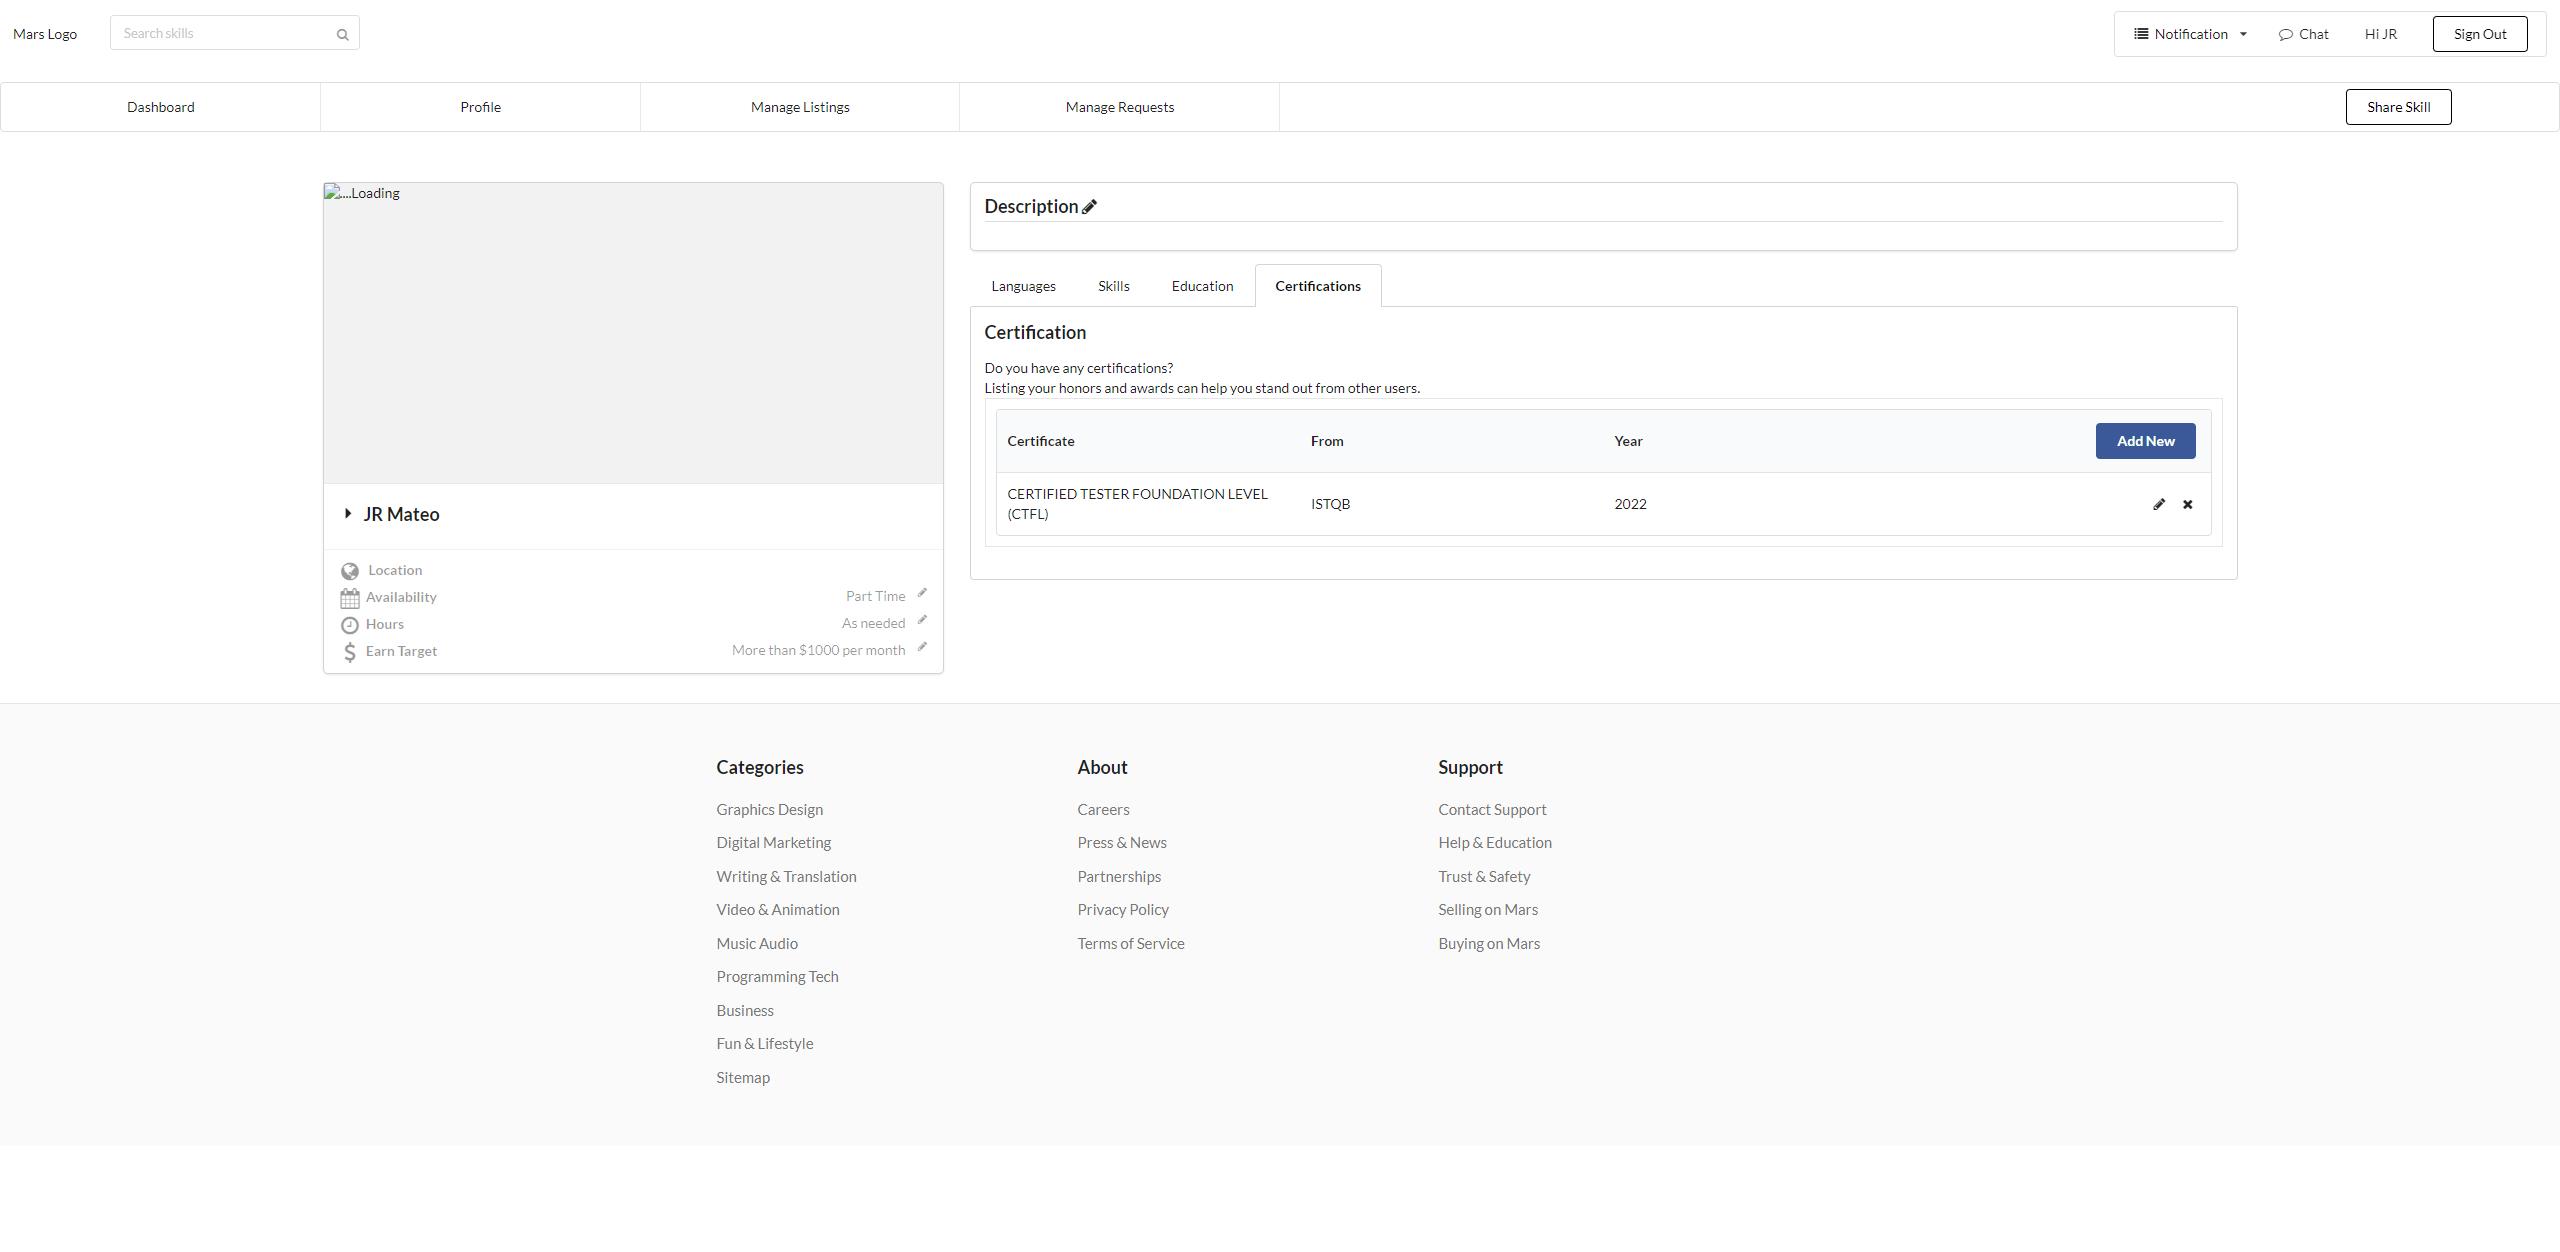 Mars Logo
Search skills
Notification
Chat
Hi JR
Sign Out
Dashboard
Profile
Manage Listings
Manage Requests
Share Skill
....Loading
JR Mateo
Location
Availability
Part Time
Hours
As needed
Earn Target
More than $1000 per month
Description
Languages
Skills
Education
Certifications
Certification
Do you have any certifications?
Listing your honors and awards can help you stand out from other users.
Certificate
From
Year
Add New
CERTIFIED TESTER FOUNDATION LEVEL
(CTFL)
ISTQB
2022
Categories
Graphics Design
Digital Marketing
Writing & Translation
Video & Animation
Music Audio
Programming Tech
Business
Fun & Lifestyle
Sitemap
About
Careers
Press & News
Partnerships
Privacy Policy
Terms of Service
Support
Contact Support
Help & Education
Trust & Safety
Selling on Mars
Buying on Mars